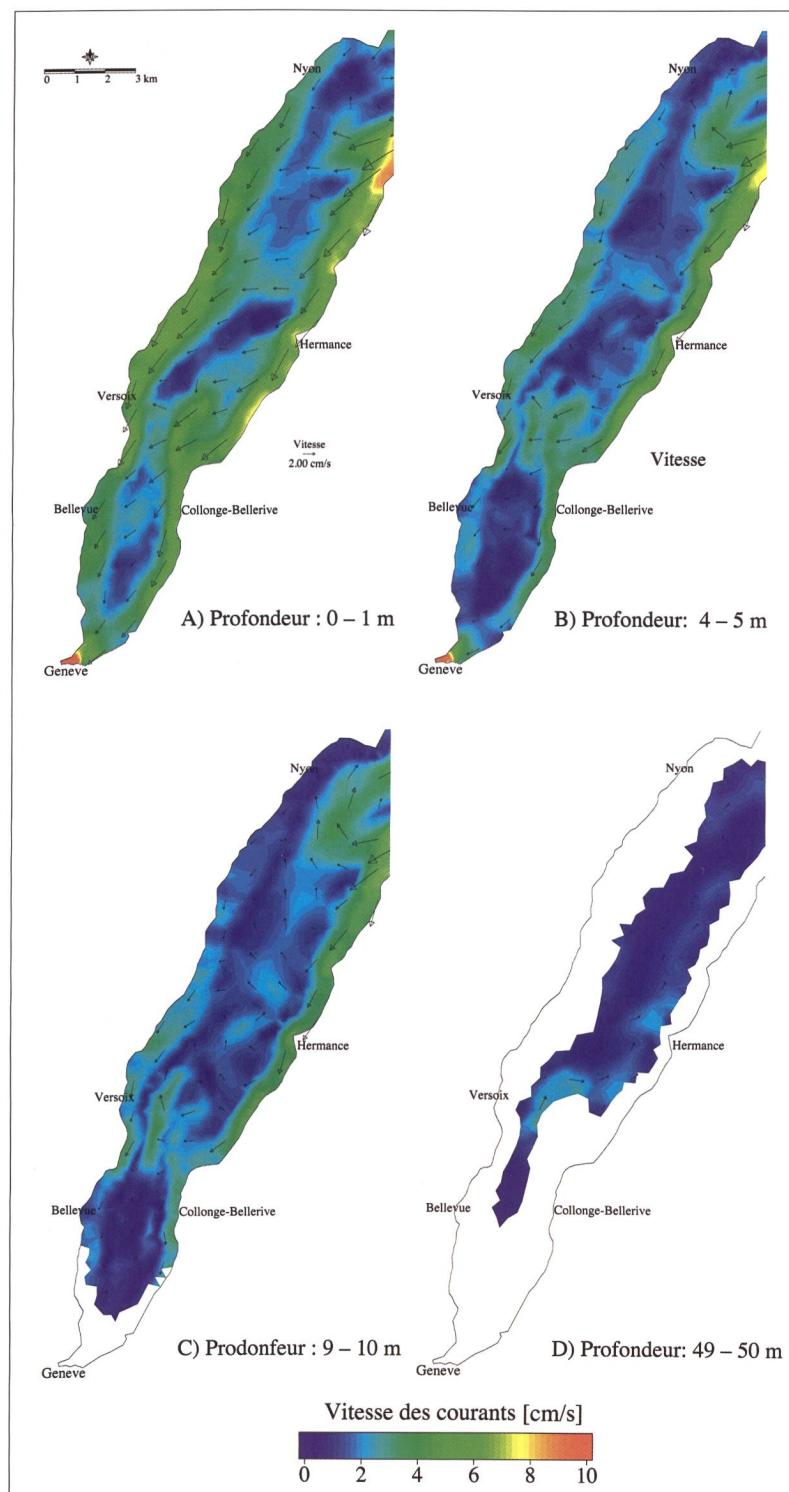 0 1 2 3 km
Nyon
Hermance
Versoix
Vitesse
2.00 cm/s
Bellevue
Collonge-Bellerive
A) Profondeur : 0 – 1 m
Geneve
Nyon
Hermance
Versoix
Vitesse
Bellevue
Collonge-Bellerive
B) Profondeur: 4 – 5 m
Geneve
Nyon
Hermance
Versoix
Bellevue
Collonge-Bellerive
C) Prodonfeur : 9 – 10 m
Geneve
Nyon
Hermance
Versoix
Bellevue
Collonge-Bellerive
D) Profondeur: 49 – 50 m
Geneve
Vitesse des courants [cm/s]
0 2 4 6 8 10